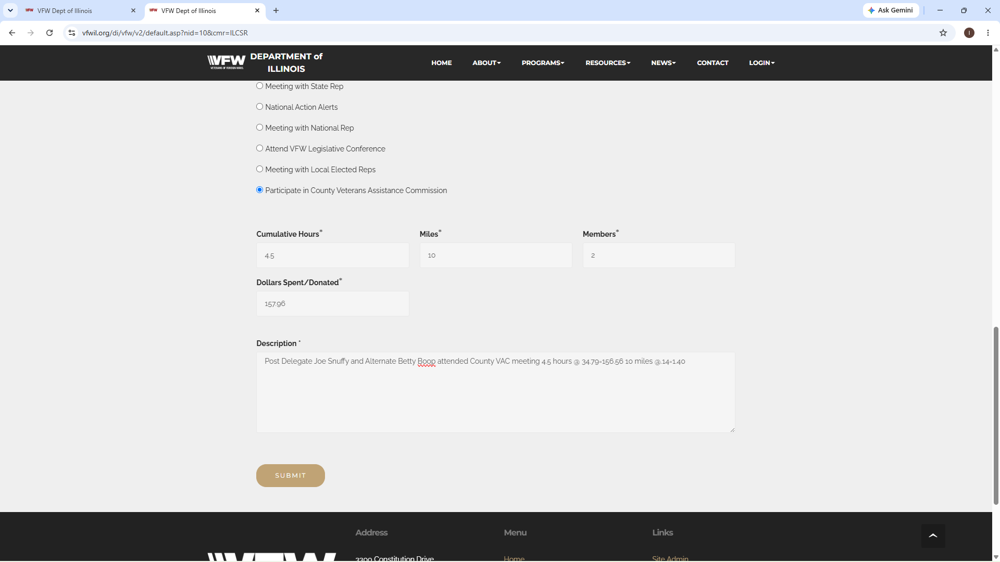 VFW Dept of Illinois
VFW Dept of Illinois
Ask Gemini
vfwil.org/di/vfw/v2/default.asp?nid=10&cmr=ILCSR
VFW
VETERANS OF FOREIGN WARS.
DEPARTMENT of
ILLINOIS
HOME ABOUT PROGRAMS RESOURCES NEWS CONTACT LOGIN
Meeting with State Rep
National Action Alerts
Meeting with National Rep
Attend VFW Legislative Conference
Meeting with Local Elected Reps
Participate in County Veterans Assistance Commission
Cumulative Hours* Miles* Members*
4.5 10 2
Dollars Spent/Donated*
157.96
Description *
Post Delegate Joe Snuffy and Alternate Betty Boop attended County VAC meeting 4.5 hours @ 34.79=156.56 10 miles @.14=1.40
SUBMIT
Address Menu Links
VFW 3300 Constitution Drive Home Site Admin